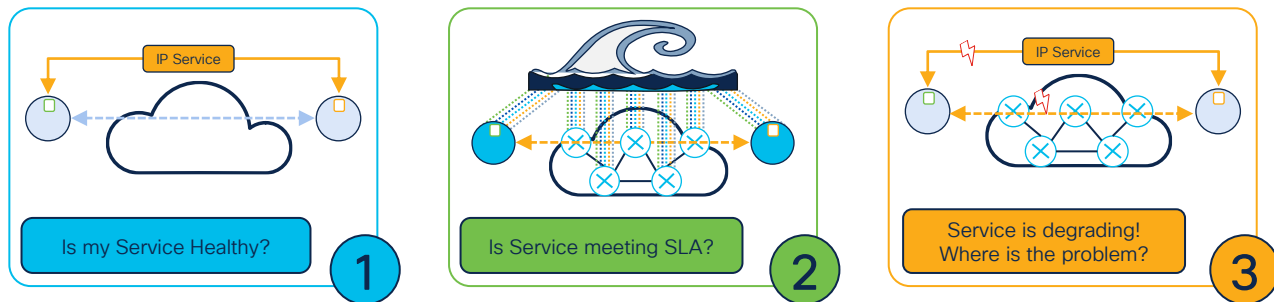 IP Service
Is my Service Healthy?
1
Is Service meeting SLA?
2
IP Service
Service is degrading!
Where is the problem?
3